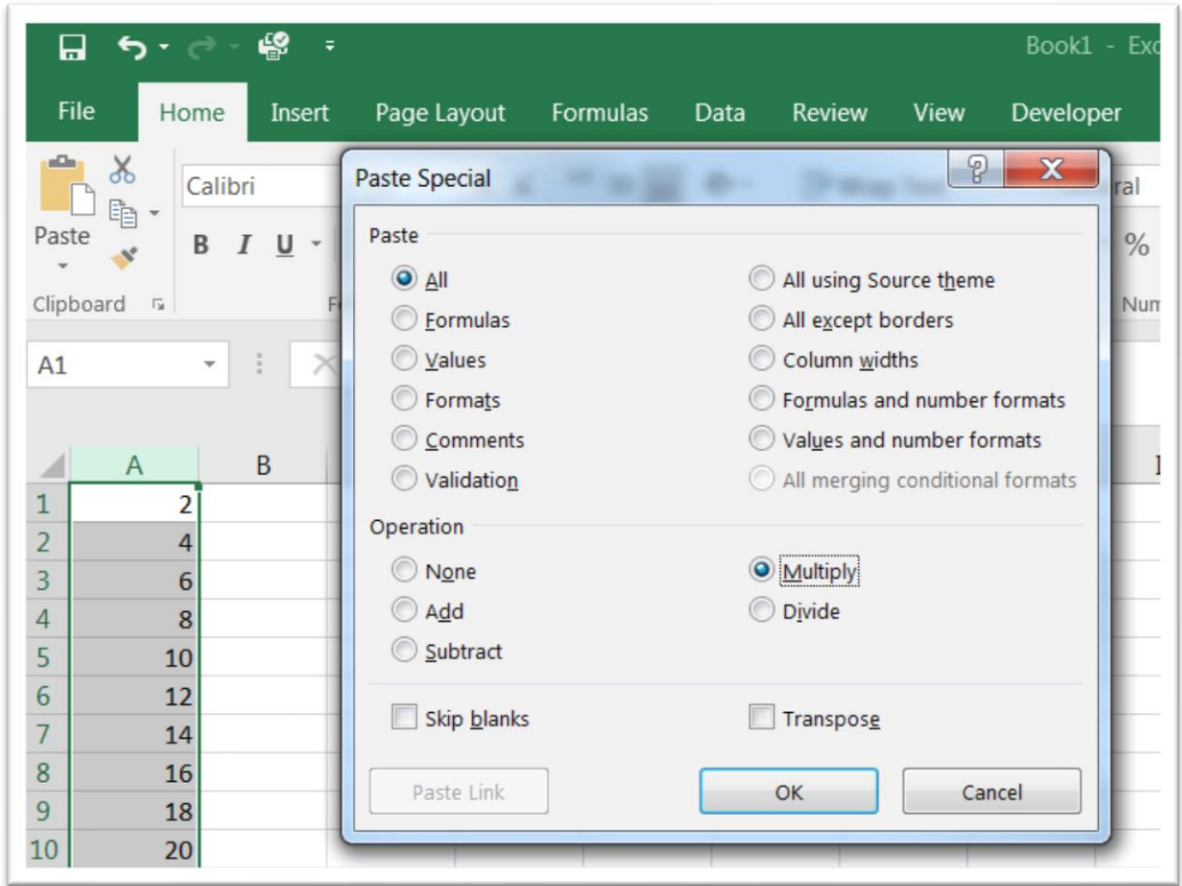 Book1 - Exc
File Home Insert Page Layout Formulas Data Review View Developer
Paste
Clipboard
Calibri
B I U
%
Num
ral
A1
A B
1 2
2 4
3 6
4 8
5 10
6 12
7 14
8 16
9 18
10 20
Paste Special
? X
Paste
All All using Source theme
Formulas All except borders
Values Column widths
Formats Formulas and number formats
Comments Values and number formats
Validation All merging conditional formats
Operation
None Multiply
Add Divide
Subtract
Skip blanks Transpose
Paste Link OK Cancel